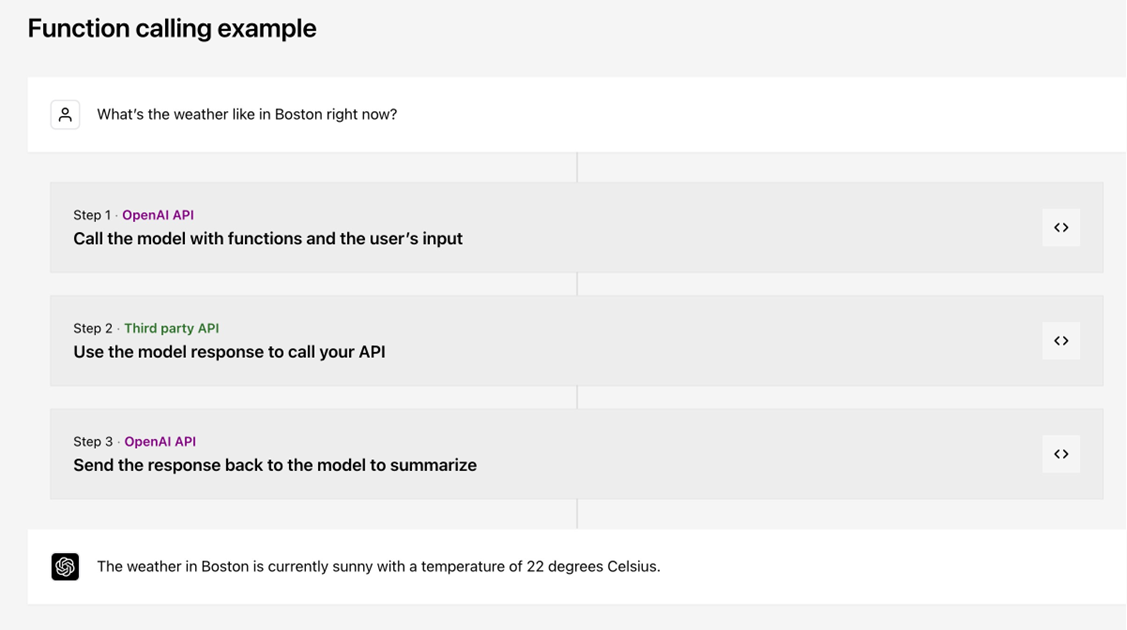 Function calling example
What's the weather like in Boston right now?
Step 1 · OpenAI API
Call the model with functions and the user's input
Step 2 · Third party API
Use the model response to call your API
Step 3 · OpenAI API
Send the response back to the model to summarize
The weather in Boston is currently sunny with a temperature of 22 degrees Celsius.